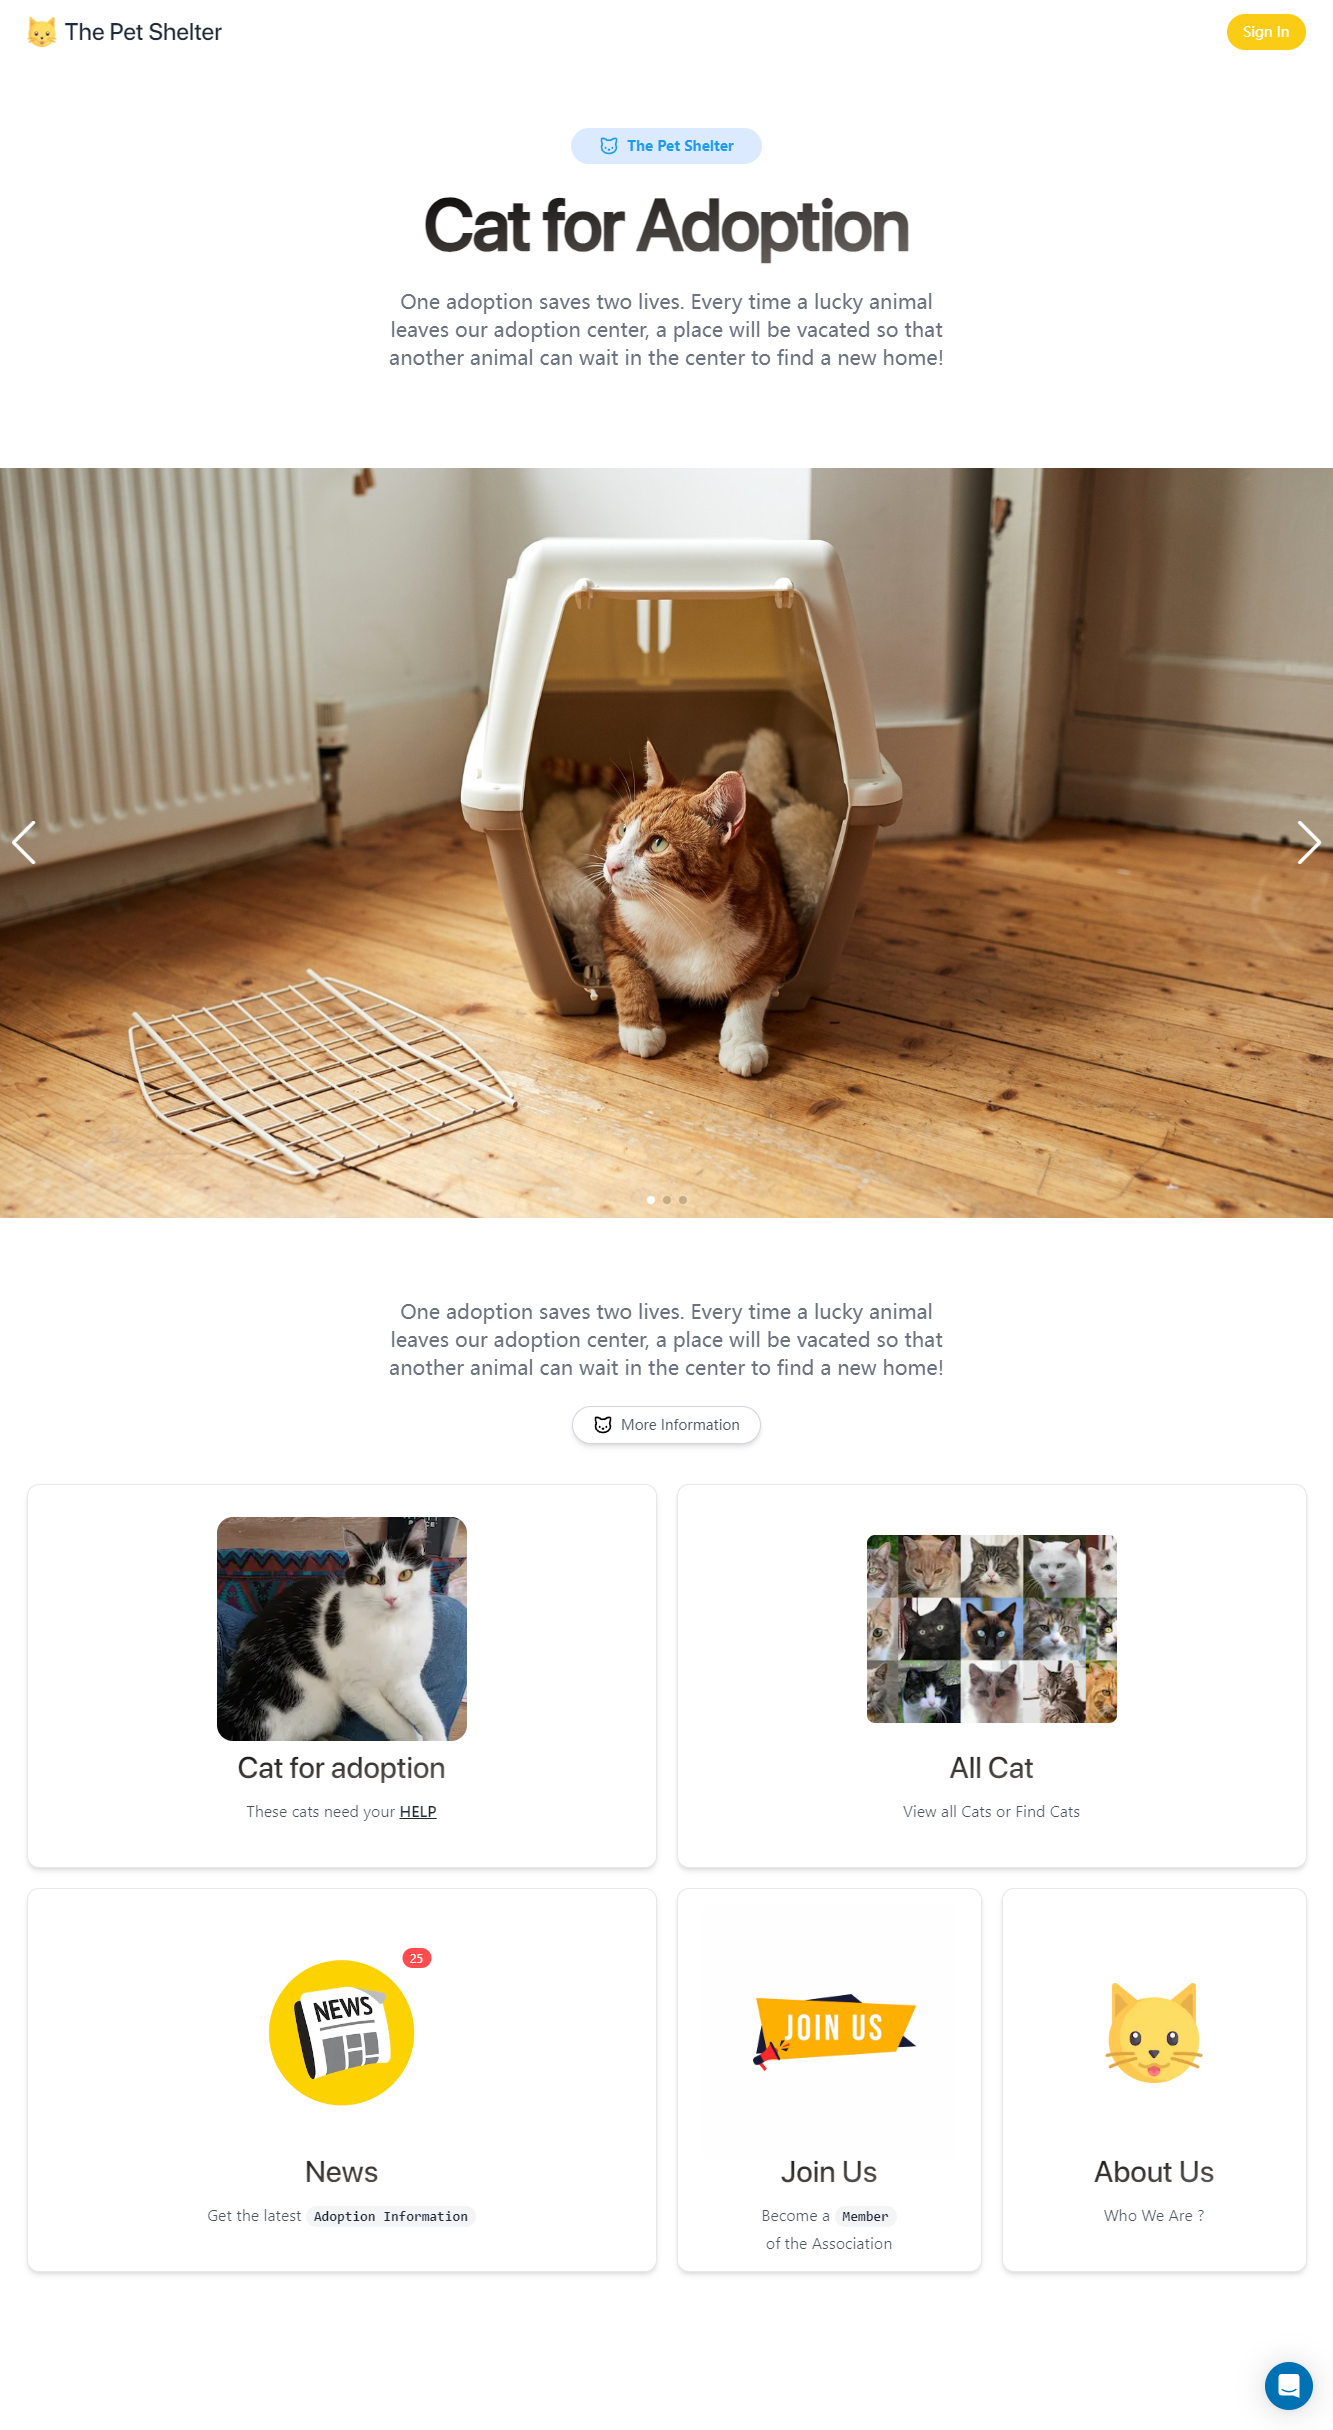 The Pet Shelter
Sign In
The Pet Shelter
Cat for Adoption
One adoption saves two lives. Every time a lucky animal
leaves our adoption center, a place will be vacated so that
another animal can wait in the center to find a new home!
One adoption saves two lives. Every time a lucky animal
leaves our adoption center, a place will be vacated so that
another animal can wait in the center to find a new home!
More Information
Cat for adoption
These cats need your HELP
All Cat
View all Cats or Find Cats
25
NEWS
News
Get the latest Adoption Information
JOIN US
Join Us
Become a Member
of the Association
About Us
Who We Are ?